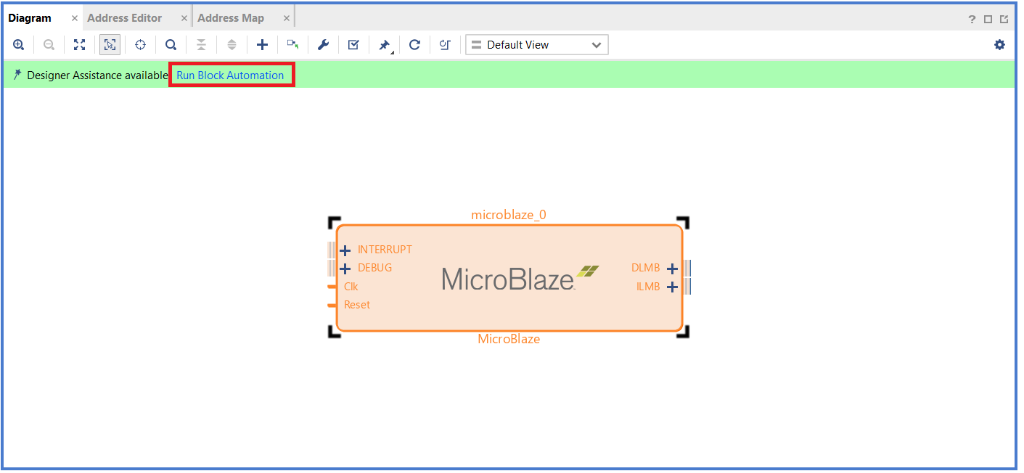 Diagram × Address Editor × Address Map ×
? 
Default View
Designer Assistance available Run Block Automation
microblaze_0
INTERRUPT
DEBUG
Clk
Reset
MicroBlaze
DLMB
ILMB
MicroBlaze